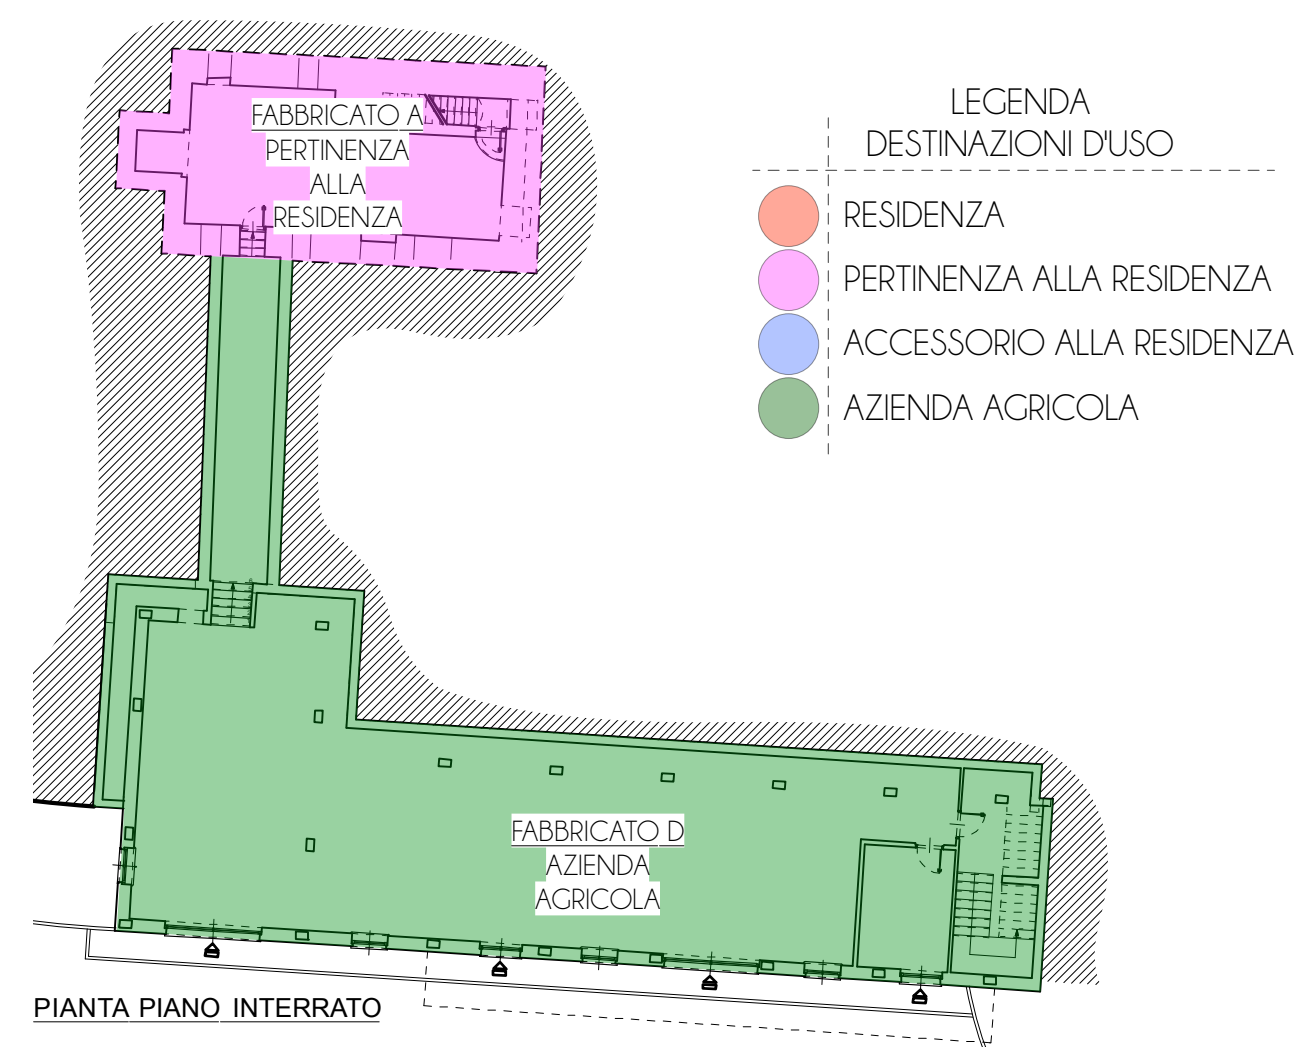 FABBRICATO A
PERTINENZA
ALLA
RESIDENZA
LEGENDA
DESTINAZIONI D'USO
RESIDENZA
PERTINENZA ALLA RESIDENZA
ACCESSORIO ALLA RESIDENZA
AZIENDA AGRICOLA
FABBRICATO D
AZIENDA
AGRICOLA
PIANTA PIANO INTERRATO